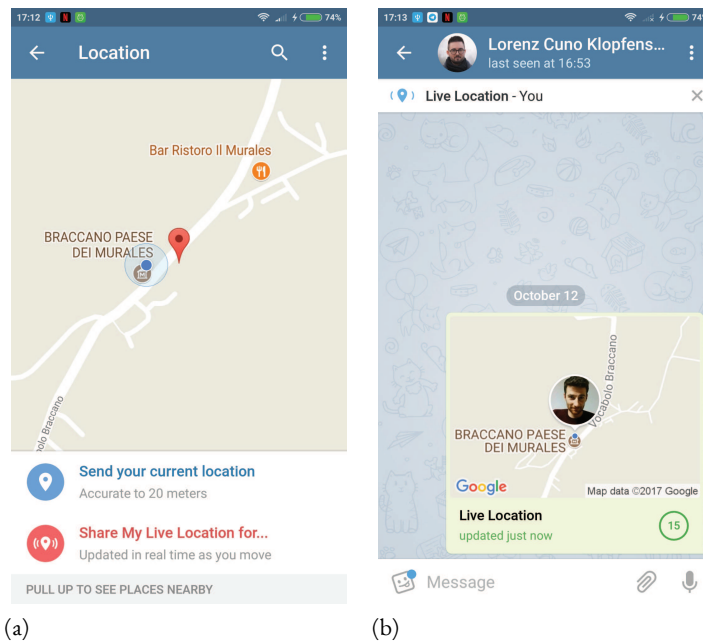 17:12
74%
Location
Bar Ristoro Il Murales
BRACCANO PAESE
DEI MURALES
olo Braccano
Send your current location
Accurate to 20 meters
Share My Live Location for...
Updated in real time as you move
PULL UP TO SEE PLACES NEARBY
(a)
17:13
74%
Lorenz Cuno Klopfens...
last seen at 16:53
Live Location - You
October 12
Vocabolo Braccano
BRACCANO PAESE
DEI MURALES
Google
Map data ©2017 Google
Live Location
updated just now
15
Message
(b)